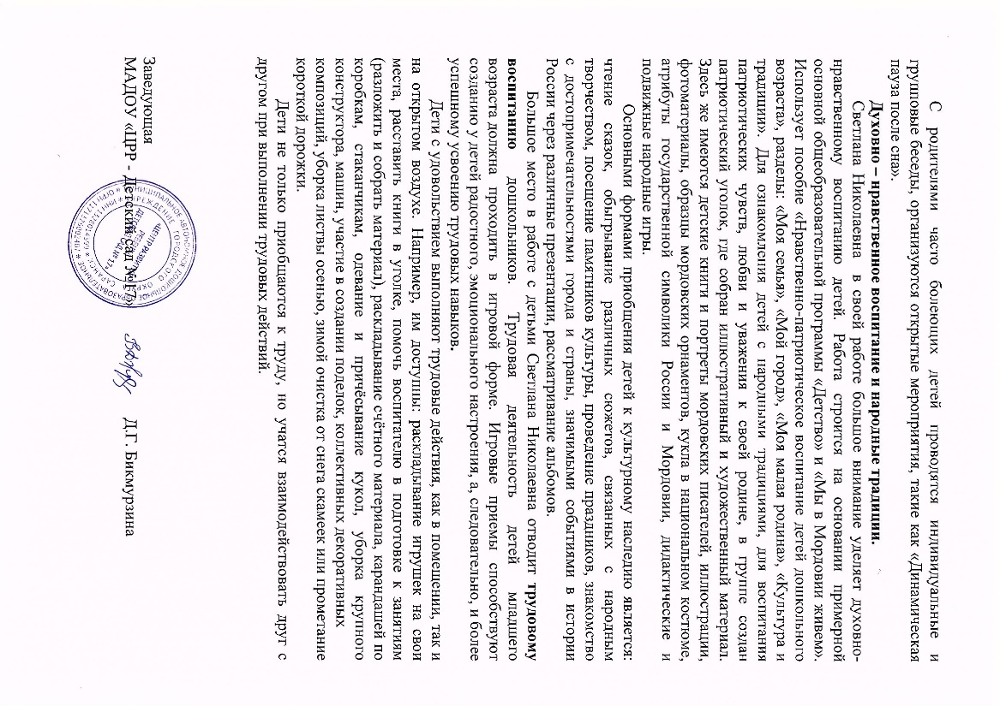 С родителями часто болеющих детей проводятся индивидуальные и
групповые беседы, организуются открытые мероприятия, такие как «Динамическая
пауза после сна».
Духовно – нравственное воспитание и народные традиции.
Светлана Николаевна в своей работе большое внимание уделяет духовно-
нравственному воспитанию детей. Работа строится на основании примерной
основной общеобразовательной программы «Детство» и «Мы в Мордовии живем».
Использует пособие «Нравственно-патриотическое воспитание детей дошкольного
возраста», разделы: «Моя семья», «Мой город», «Моя малая родина», «Культура и
традиции». Для ознакомления детей с народными традициями, для воспитания
патриотических чувств, любви и уважения к своей родине, в группе создан
патриотический уголок, где собран иллюстративный и художественный материал.
Здесь же имеются детские книги и портреты мордовских писателей, иллюстрации,
фотоматериалы, образцы мордовских орнаментов, кукла в национальном костюме,
атрибуты государственной символики России и Мордовии, дидактические и
подвижные народные игры.
Основными формами приобщения детей к культурному наследию является:
чтение сказок, обыгрывание различных сюжетов, связанных с народным
творчеством, посещение памятников культуры, проведение праздников, знакомство
с достопримечательностями города и страны, значимыми событиями в истории
России через различные презентации, рассматривание альбомов.
Большое место в работе с детьми Светлана Николаевна отводит трудовому
воспитанию дошкольников. Трудовая деятельность детей младшего
возраста должна проходить в игровой форме. Игровые приемы способствуют
созданию у детей радостного, эмоционального настроения, а, следовательно, и более
успешному усвоению трудовых навыков.
Дети с удовольствием выполняют трудовые действия, как в помещении, так и
на открытом воздухе. Например, им доступны: раскладывание игрушек на свои
места, расставить книги в уголке, помочь воспитателю в подготовке к занятиям
(разложить и собрать материал), раскладывание счётного материала, карандашей по
коробкам, стаканчикам, одевание и причёсывание кукол, уборка крупного
конструктора, машин, участие в создании поделок, коллективных декоративных
композиций, уборка листвы осенью, зимой очистка от снега скамеек или прометание
короткой дорожки.
Дети не только приобщаются к труду, но учатся взаимодействовать друг с
другом при выполнении трудовых действий.
Заведующая
МАДОУ «ЦРР - Детский сад №17» Д.Г. Бикмурзина